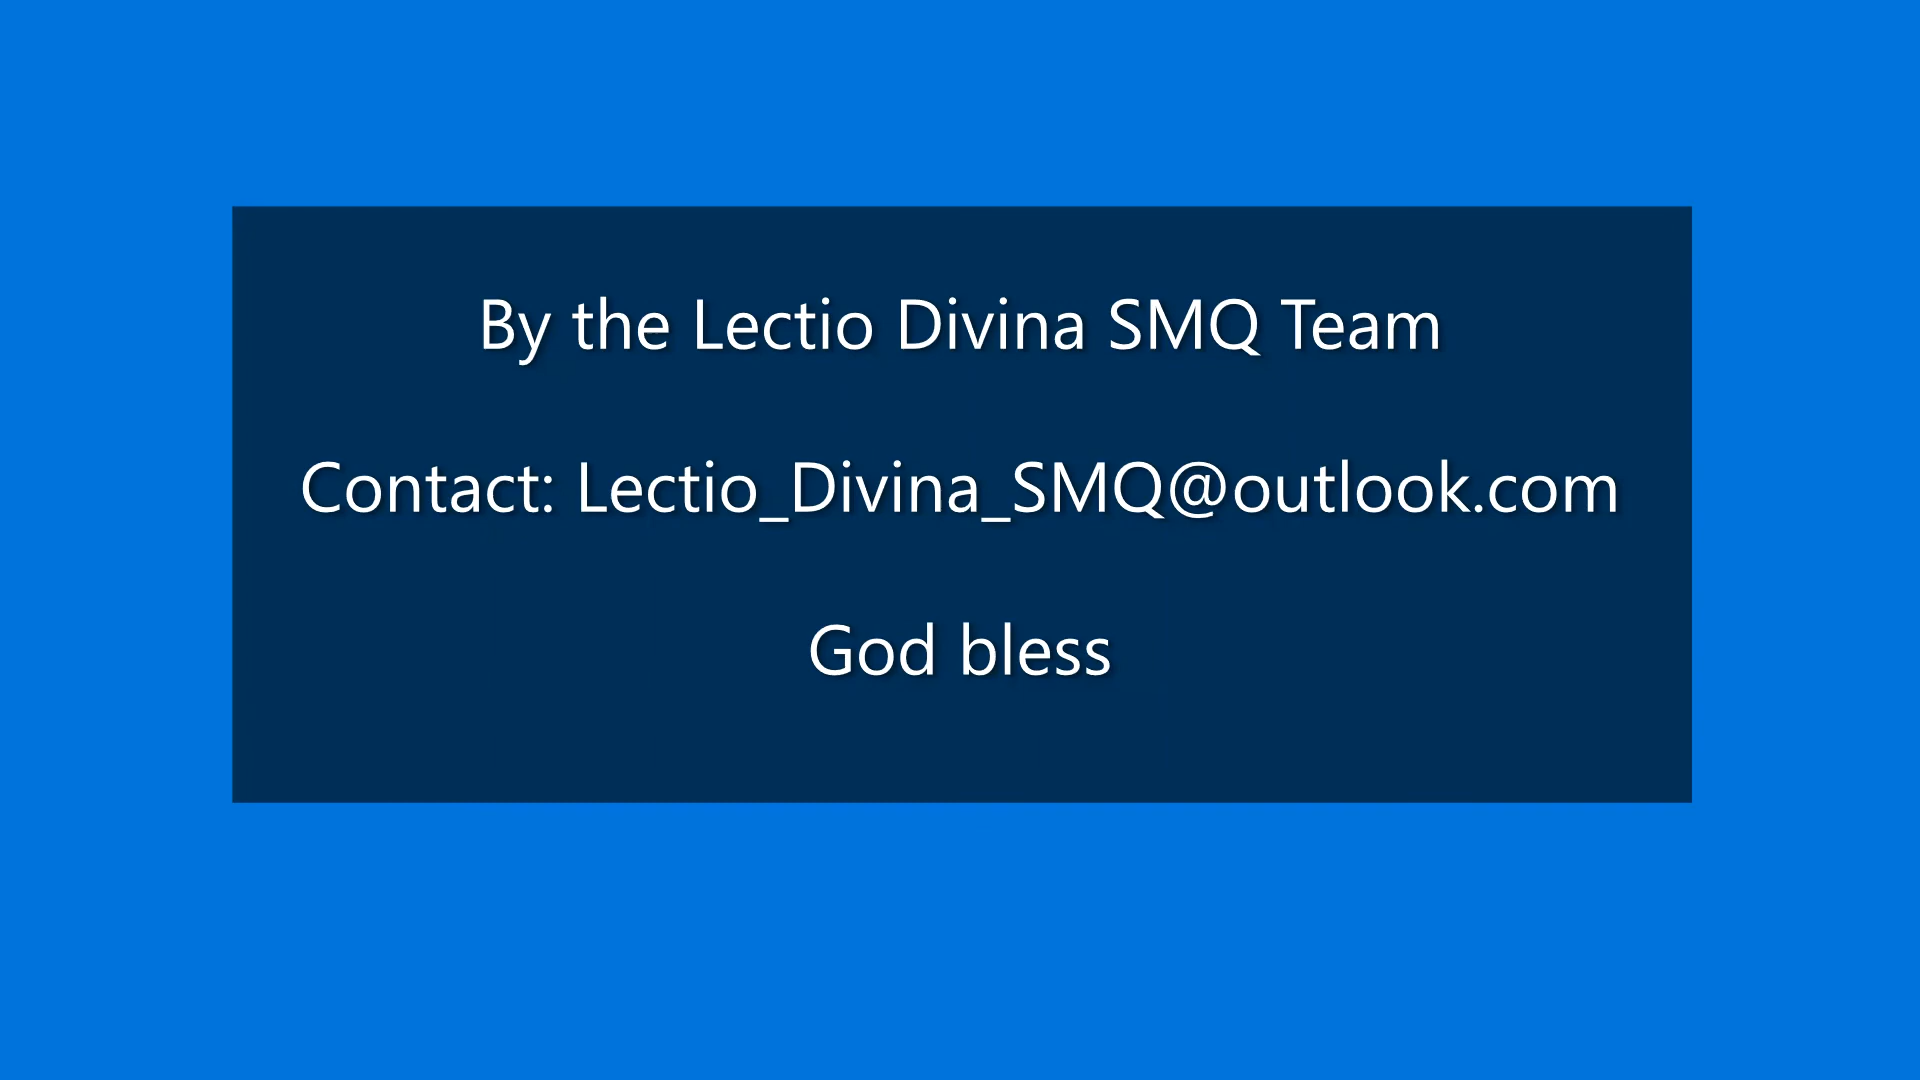 By the Lectio Divina SMQ Team
Contact: Lectio_Divina_SMQ@outlook.com
God bless